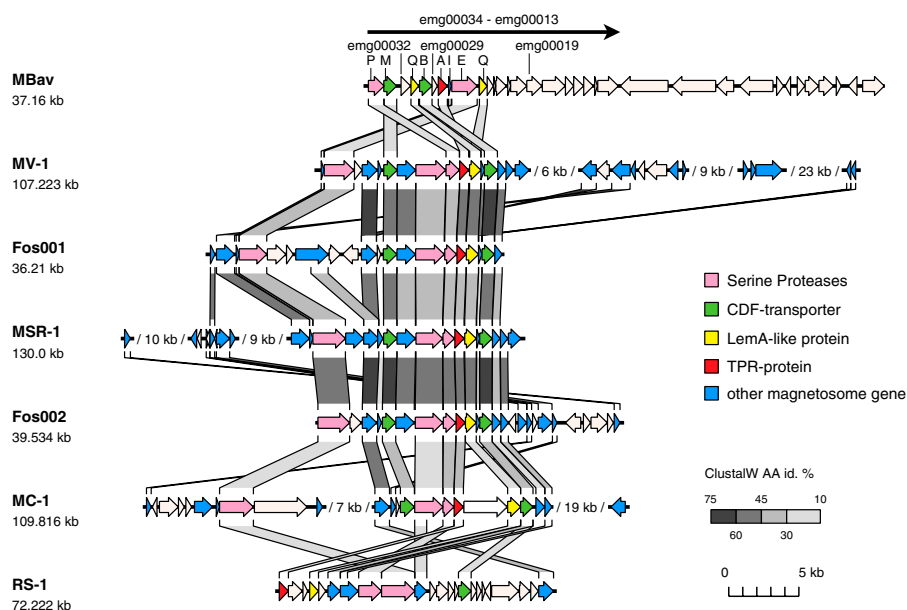 emg00034 - emg00013
emg00032 emg00029 emg00019
P M Q B A I E Q
MBav
37.16 kb
MV-1
107.223 kb
/ 6 kb / / 9 kb / / 23 kb /
Fos001
36.21 kb
Serine Proteases
CDF-transporter
LemA-like protein
TPR-protein
other magnetosome gene
MSR-1
130.0 kb
/ 10 kb / / 9 kb /
Fos002
39.534 kb
ClustalW AA id. %
75 45 10
60 30
MC-1
109.816 kb
/ 7 kb / / 19 kb /
RS-1
72.222 kb
0 5 kb